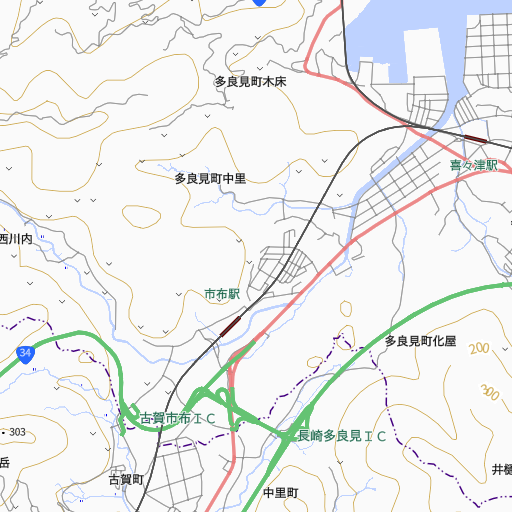 多良見町木床
喜々津駅
多良見町中里
西川内
市布駅
多良見町化屋
34
200
300
古賀市布ＩＣ
長崎多良見ＩＣ
・303
岳
井樋
古賀町
中里町